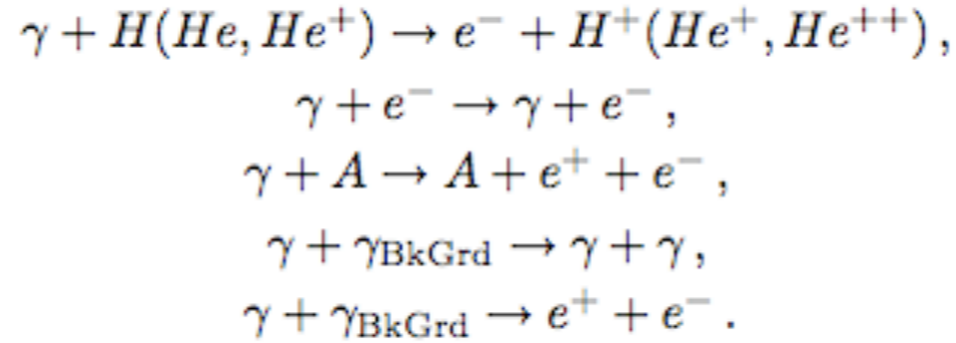 γ + H(He, He⁺) → e⁻ + H⁺(He⁺, He⁺⁺) ,
γ + e⁻ → γ + e⁻ ,
γ + A → A + e⁺ + e⁻ ,
γ + γ_BkGrd → γ + γ ,
γ + γ_BkGrd → e⁺ + e⁻ .